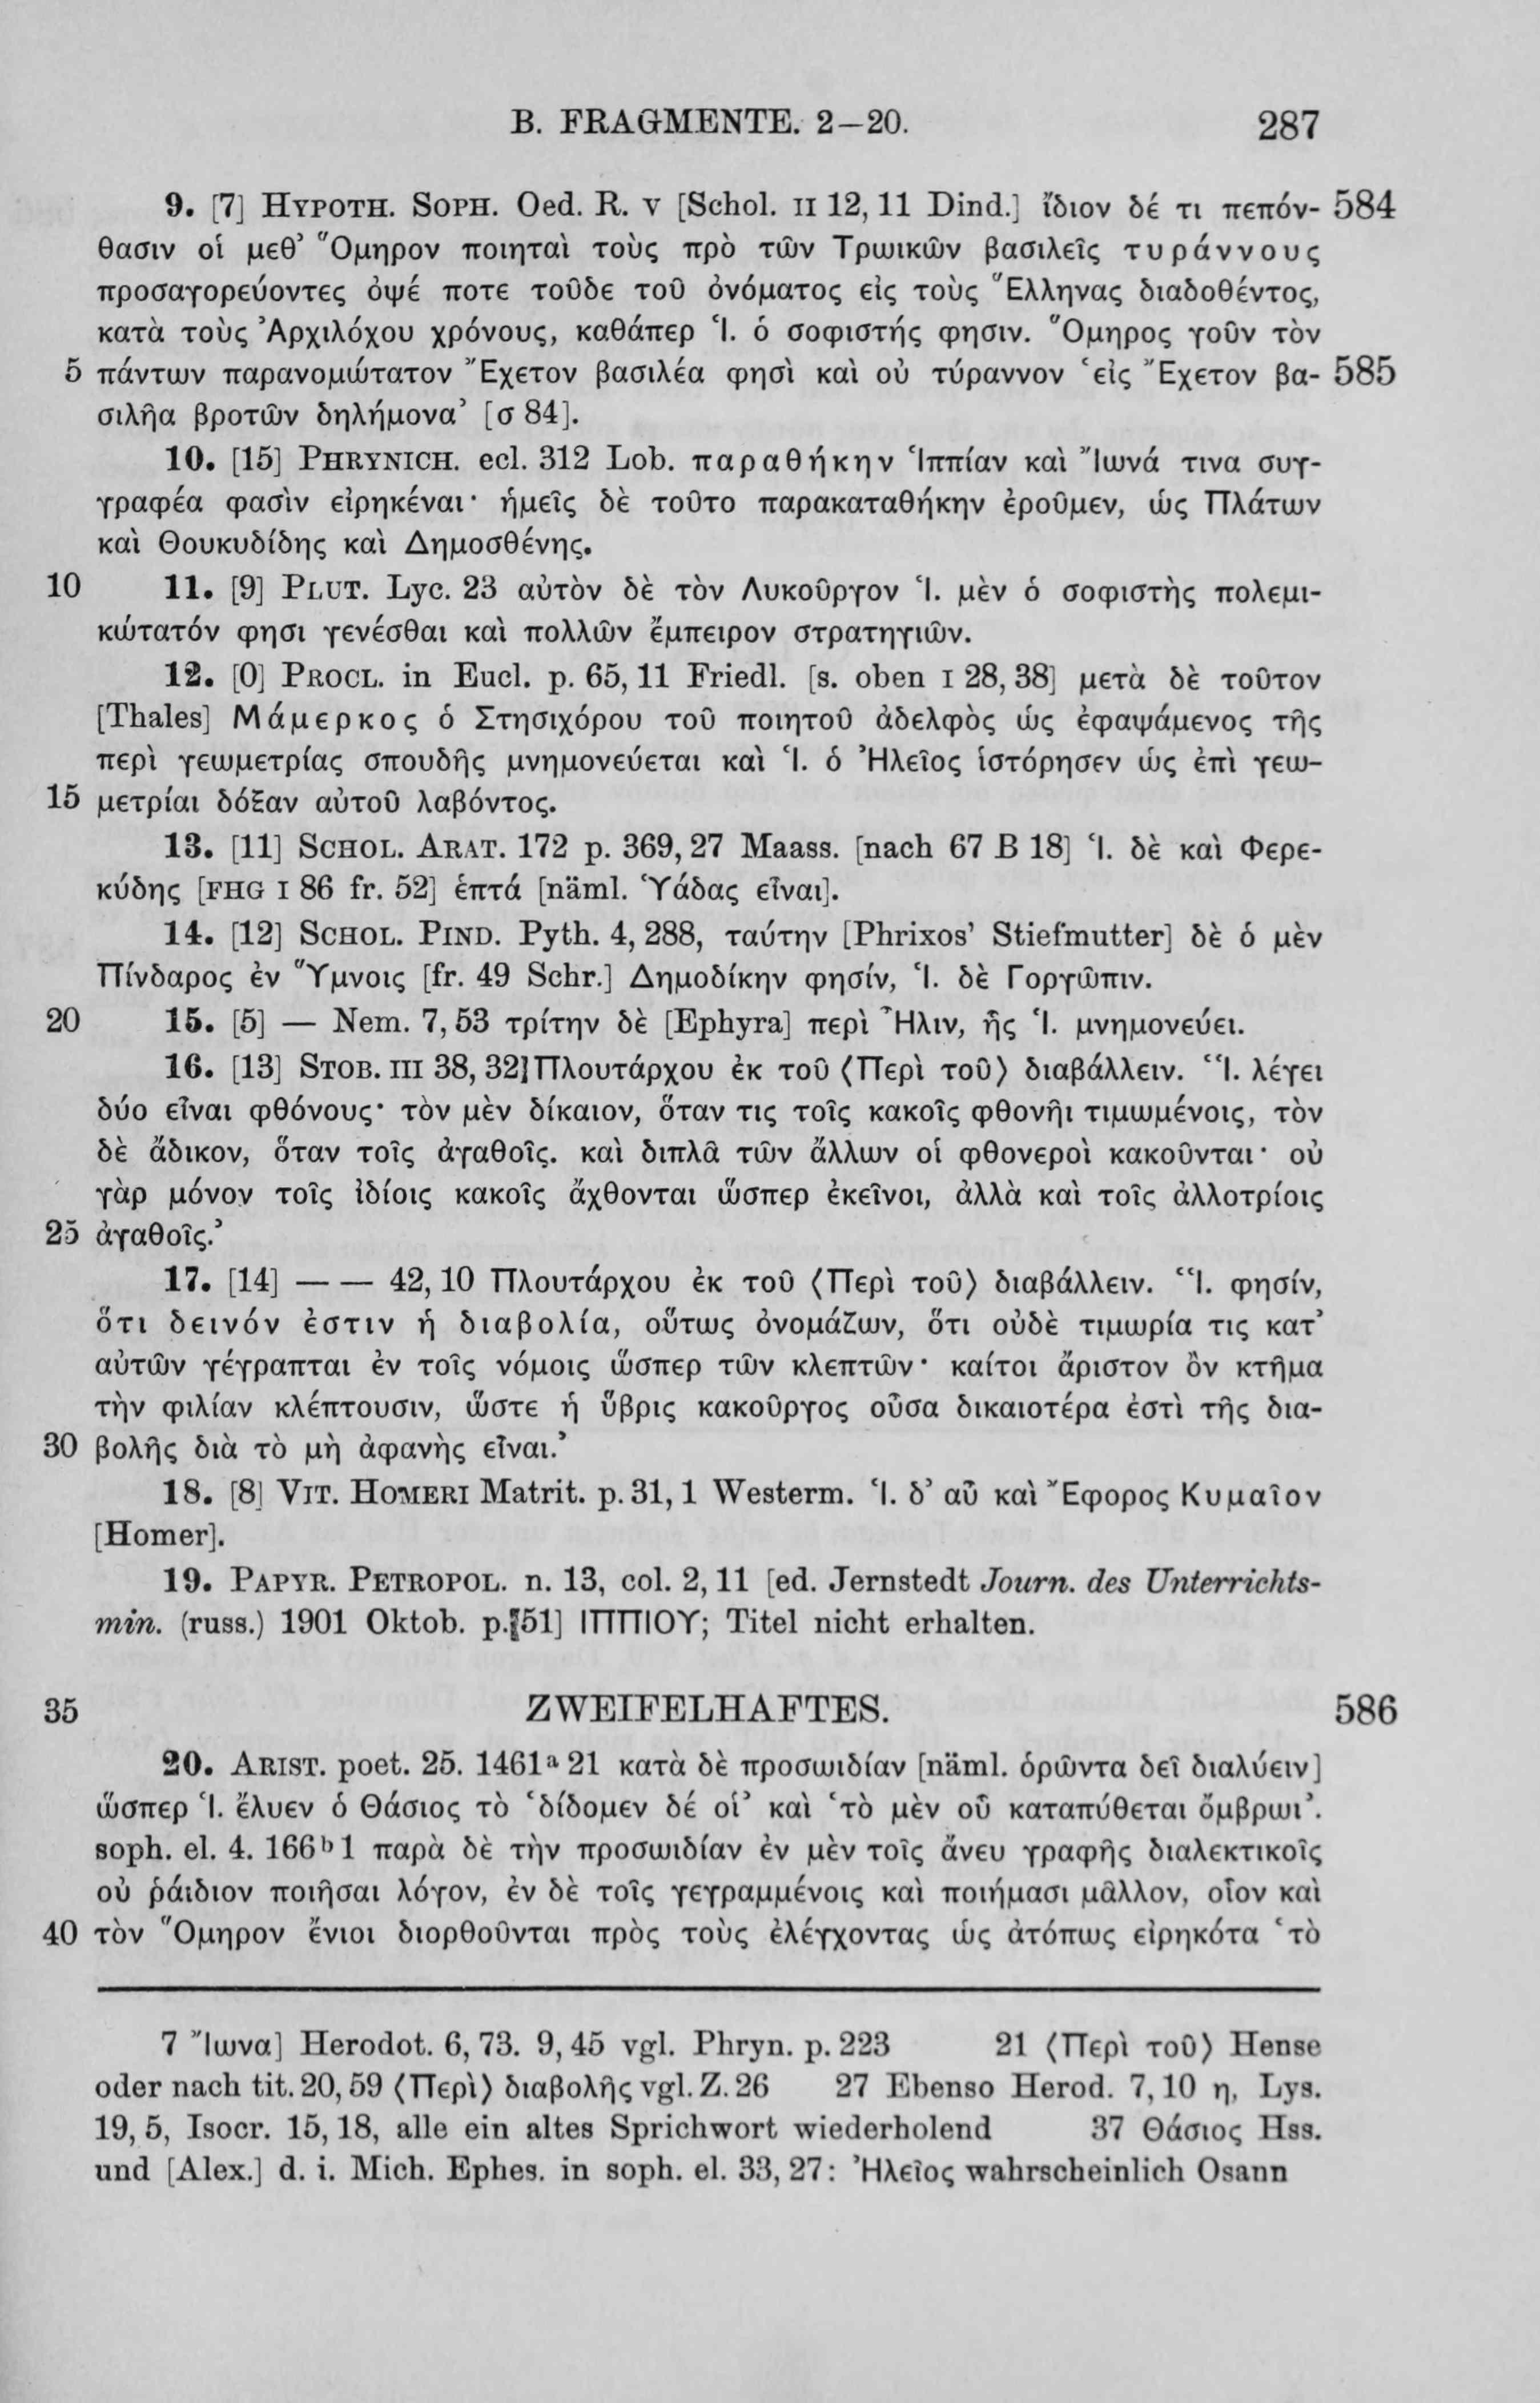 B. FRAGMENTE. 2–20. 287
9. [7] HYPOTH. SOPH. Oed. R. V [Schol. II 12, 11 Dind.] ἴδιον δέ τι πεπόν- 584
θασιν οἱ μεθ’ Ὅμηρον ποιηταὶ τοὺς πρὸ τῶν Τρωικῶν βασιλεῖς τυράννους
προσαγορεύοντες ὀψέ ποτε τοῦδε τοῦ ὀνόματος εἰς τοὺς Ἕλληνας διαδοθέντος,
κατὰ τοὺς Ἀρχιλόχου χρόνους, καθάπερ Ἱ. ὁ σοφιστής φησιν. Ὅμηρος γοῦν τὸν
5 πάντων παρανομώτατον Ἔχετον βασιλέα φησὶ καὶ οὐ τύραννον ‘εἰς Ἔχετον βα- 585
σιλῆα βροτῶν δηλήμονα’ [σ 84].
10. [15] PHRYNICH. ecl. 312 Lob. παραθήκην Ἱππίαν καὶ Ἴωνά τινα συγ-
γραφέα φασὶν εἰρηκέναι· ἡμεῖς δὲ τοῦτο παρακαταθήκην ἐροῦμεν, ὡς Πλάτων
καὶ Θουκυδίδης καὶ Δημοσθένης.
10 11. [9] PLUT. Lyc. 23 αὐτὸν δὲ τὸν Λυκοῦργον Ἱ. μὲν ὁ σοφιστὴς πολεμι-
κώτατόν φησι γενέσθαι καὶ πολλῶν ἔμπειρον στρατηγιῶν.
12. [0] PROCL. in Eucl. p. 65, 11 Friedl. [s. oben I 28, 38] μετὰ δὲ τοῦτον
[Thales] Μάμερκος ὁ Στησιχόρου τοῦ ποιητοῦ ἀδελφὸς ὡς ἐφαψάμενος τῆς
περὶ γεωμετρίας σπουδῆς μνημονεύεται καὶ Ἱ. ὁ Ἠλεῖος ἱστόρησεν ὡς ἐπὶ γεω-
15 μετρίαι δόξαν αὐτοῦ λαβόντος.
13. [11] SCHOL. ARAT. 172 p. 369, 27 Maass. [nach 67 B 18] Ἱ. δὲ καὶ Φερε-
κύδης [FHG I 86 fr. 52] ἑπτά [näml. Ὑάδας εἶναι].
14. [12] SCHOL. PIND. Pyth. 4, 288, ταύτην [Phrixos’ Stiefmutter] δὲ ὁ μὲν
Πίνδαρος ἐν Ὕμνοις [fr. 49 Schr.] Δημοδίκην φησίν, Ἱ. δὲ Γοργῶπιν.
20 15. [5] — Nem. 7, 53 τρίτην δὲ [Ephyra] περὶ Ἦλιν, ἧς Ἱ. μνημονεύει.
16. [13] STOB. III 38, 32] Πλουτάρχου ἐκ τοῦ ⟨Περὶ τοῦ⟩ διαβάλλειν. ‘Ἱ. λέγει
δύο εἶναι φθόνους· τὸν μὲν δίκαιον, ὅταν τις τοῖς κακοῖς φθονῆι τιμωμένοις, τὸν
δὲ ἄδικον, ὅταν τοῖς ἀγαθοῖς. καὶ διπλᾶ τῶν ἄλλων οἱ φθονεροὶ κακοῦνται· οὐ
γὰρ μόνον τοῖς ἰδίοις κακοῖς ἄχθονται ὥσπερ ἐκεῖνοι, ἀλλὰ καὶ τοῖς ἀλλοτρίοις
25 ἀγαθοῖς.’
17. [14] — — 42, 10 Πλουτάρχου ἐκ τοῦ ⟨Περὶ τοῦ⟩ διαβάλλειν. ‘Ἱ. φησίν,
ὅτι δεινόν ἐστιν ἡ διαβολία, οὕτως ὀνομάζων, ὅτι οὐδὲ τιμωρία τις κατ’
αὐτῶν γέγραπται ἐν τοῖς νόμοις ὥσπερ τῶν κλεπτῶν· καίτοι ἄριστον ὂν κτῆμα
τὴν φιλίαν κλέπτουσιν, ὥστε ἡ ὕβρις κακοῦργος οὖσα δικαιοτέρα ἐστὶ τῆς δια-
30 βολῆς διὰ τὸ μὴ ἀφανὴς εἶναι.’
18. [8] VIT. HOMERI Matrit. p. 31, 1 Westerm. Ἱ. δ’ αὖ καὶ Ἔφορος Κυμαῖον
[Homer].
19. PAPYR. PETROPOL. n. 13, col. 2, 11 [ed. Jernstedt Journ. des Unterrichts-
min. (russ.) 1901 Oktob. p. 51] ΙΠΠΙΟΥ; Titel nicht erhalten.
35 ZWEIFELHAFTES. 586
20. ARIST. poet. 25. 1461ᵃ 21 κατὰ δὲ προσωιδίαν [näml. ὁρῶντα δεῖ διαλύειν]
ὥσπερ Ἱ. ἔλυεν ὁ Θάσιος τὸ ‘δίδομεν δέ οἱ’ καὶ ‘τὸ μὲν οὗ καταπύθεται ὄμβρωι’.
soph. el. 4. 166ᵇ 1 παρὰ δὲ τὴν προσωιδίαν ἐν μὲν τοῖς ἄνευ γραφῆς διαλεκτικοῖς
οὐ ῥάιδιον ποιῆσαι λόγον, ἐν δὲ τοῖς γεγραμμένοις καὶ ποιήμασι μᾶλλον, οἷον καὶ
40 τὸν Ὅμηρον ἔνιοι διορθοῦνται πρὸς τοὺς ἐλέγχοντας ὡς ἀτόπως εἰρηκότα ‘τὸ
7 Ἴωνα] Herodot. 6, 73. 9, 45 vgl. Phryn. p. 223 21 ⟨Περὶ τοῦ⟩ Hense
oder nach tit. 20, 59 ⟨Περὶ⟩ διαβολῆς vgl. Z. 26 27 Ebenso Herod. 7, 10 η, Lys.
19, 5, Isocr. 15, 18, alle ein altes Sprichwort wiederholend 37 Θάσιος Hss.
und [Alex.] d. i. Mich. Ephes. in soph. el. 33, 27: Ἠλεῖος wahrscheinlich Osann